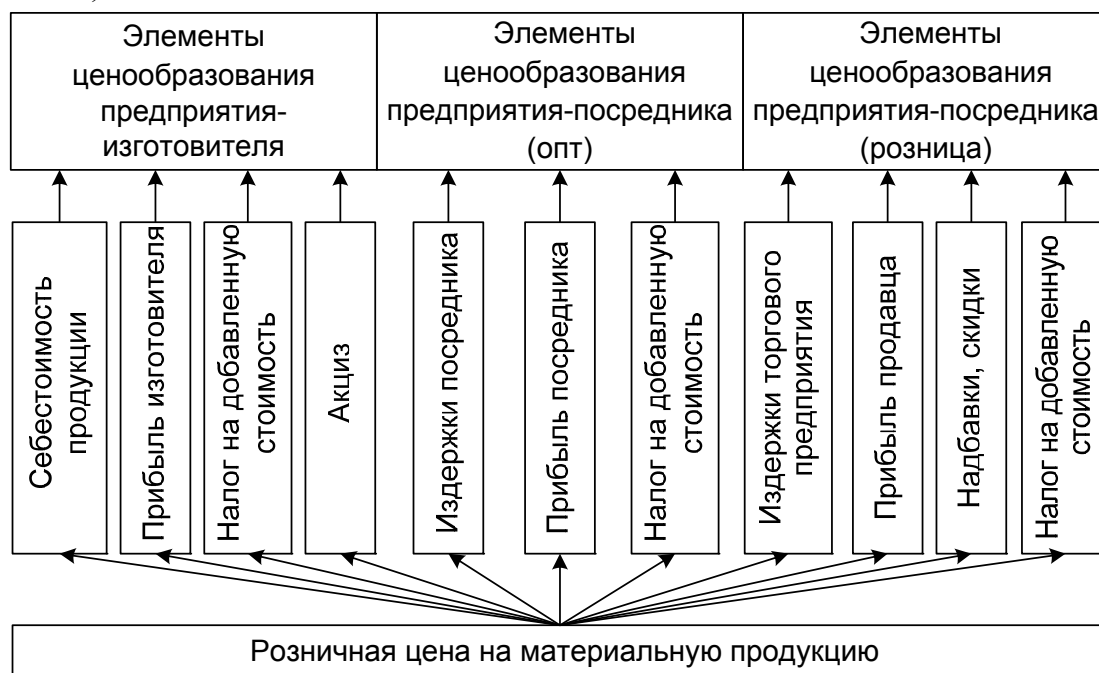 Элементы
ценообразования
предприятия-
изготовителя
Элементы
ценообразования
предприятия-посредника
(опт)
Элементы
ценообразования
предприятия-посредника
(розница)
Себестоимость
продукции
Прибыль изготовителя
Налог на добавленную
стоимость
Акциз
Издержки посредника
Прибыль посредника
Налог на добавленную
стоимость
Издержки торгового
предприятия
Прибыль продавца
Надбавки, скидки
Налог на добавленную
стоимость
Розничная цена на материальную продукцию